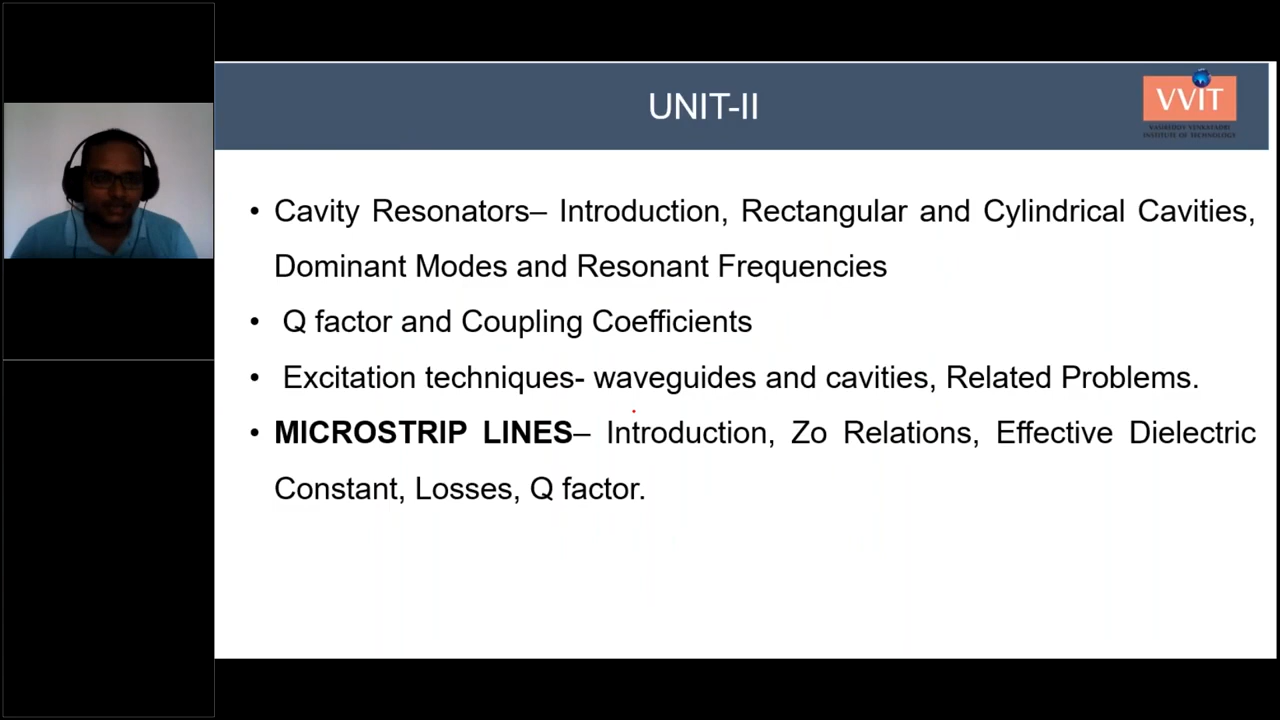 UNIT-II
VVIT
VASIREDDY VENKATADRI
INSTITUTE OF TECHNOLOGY
• Cavity Resonators– Introduction, Rectangular and Cylindrical Cavities,
Dominant Modes and Resonant Frequencies
• Q factor and Coupling Coefficients
• Excitation techniques- waveguides and cavities, Related Problems.
• MICROSTRIP LINES– Introduction, Zo Relations, Effective Dielectric
Constant, Losses, Q factor.